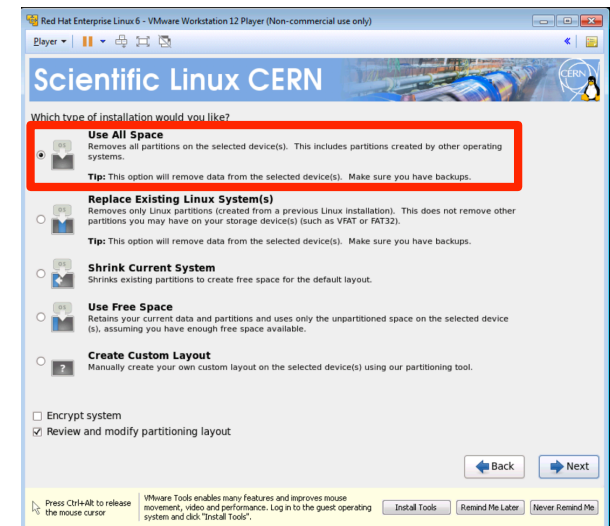 Red Hat Enterprise Linux 6 - VMware Workstation 12 Player (Non-commercial use only)
Player
Scientific Linux CERN
CERN
Which type of installation would you like?
Use All Space
Removes all partitions on the selected device(s). This includes partitions created by other operating
systems.
Tip: This option will remove data from the selected device(s). Make sure you have backups.
Replace Existing Linux System(s)
Removes only Linux partitions (created from a previous Linux installation). This does not remove other
partitions you may have on your storage device(s) (such as VFAT or FAT32).
Tip: This option will remove data from the selected device(s). Make sure you have backups.
Shrink Current System
Shrinks existing partitions to create free space for the default layout.
Use Free Space
Retains your current data and partitions and uses only the unpartitioned space on the selected device
(s), assuming you have enough free space available.
Create Custom Layout
Manually create your own custom layout on the selected device(s) using our partitioning tool.
Encrypt system
Review and modify partitioning layout
Back
Next
Press Ctrl+Alt to release
the mouse cursor
VMware Tools enables many features and improves mouse
movement, video and performance. Log in to the guest operating
system and click "Install Tools".
Install Tools
Remind Me Later
Never Remind Me